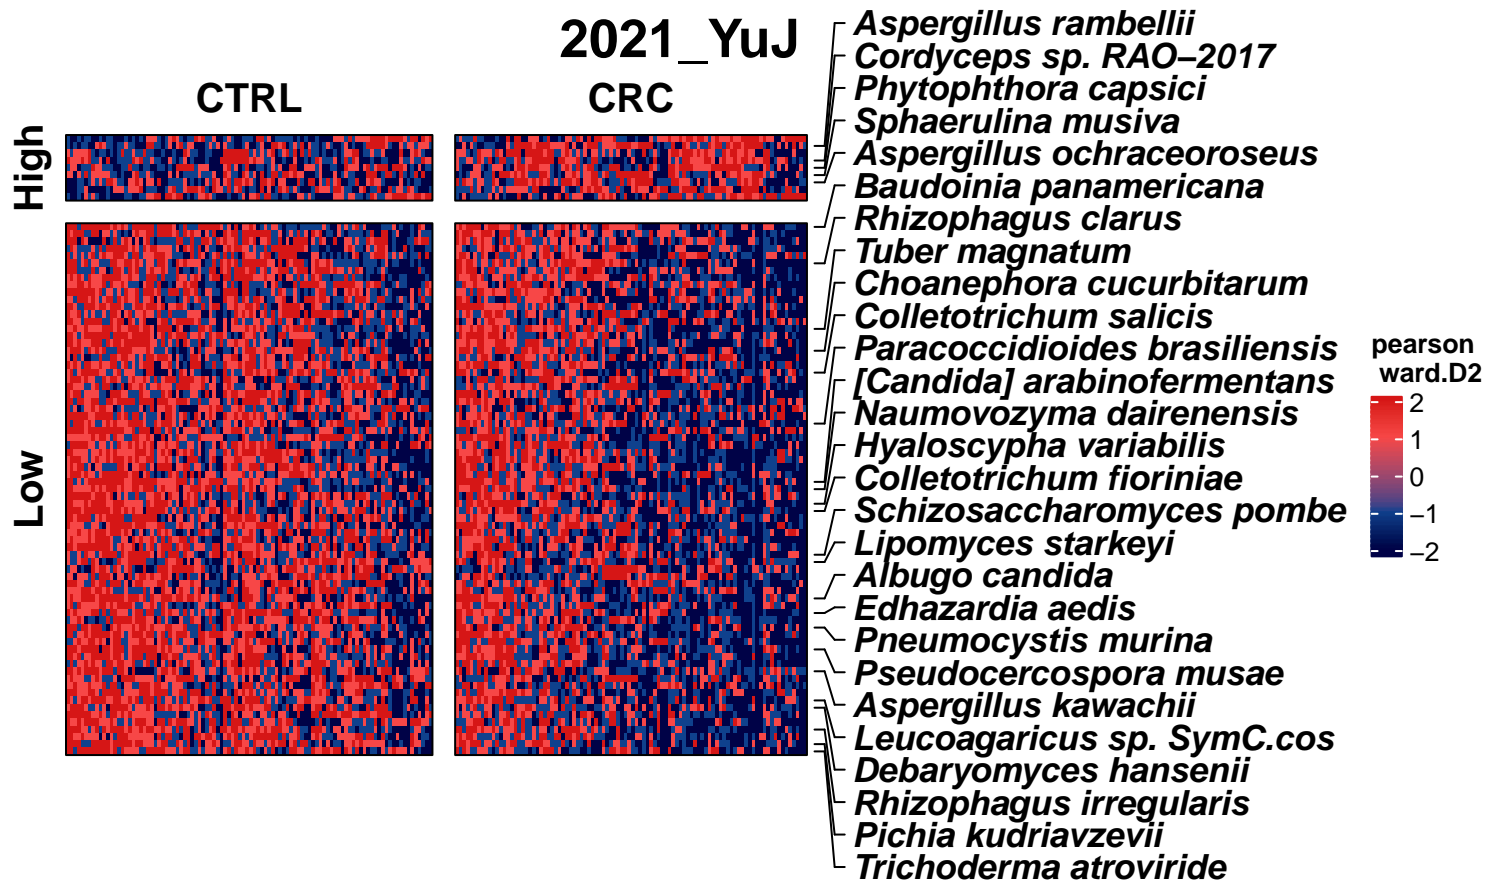 2021_YuJ
CTRL
CRC
High
Low
Aspergillus rambellii
Cordyceps sp. RAO−2017
Phytophthora capsici
Sphaerulina musiva
Aspergillus ochraceoroseus
Baudoinia panamericana
Rhizophagus clarus
Tuber magnatum
Choanephora cucurbitarum
Colletotrichum salicis
Paracoccidioides brasiliensis
[Candida] arabinofermentans
Naumovozyma dairenensis
Hyaloscypha variabilis
Colletotrichum fioriniae
Schizosaccharomyces pombe
Lipomyces starkeyi
Albugo candida
Edhazardia aedis
Pneumocystis murina
Pseudocercospora musae
Aspergillus kawachii
Leucoagaricus sp. SymC.cos
Debaryomyces hansenii
Rhizophagus irregularis
Pichia kudriavzevii
Trichoderma atroviride
pearson
ward.D2
2
1
0
−1
−2